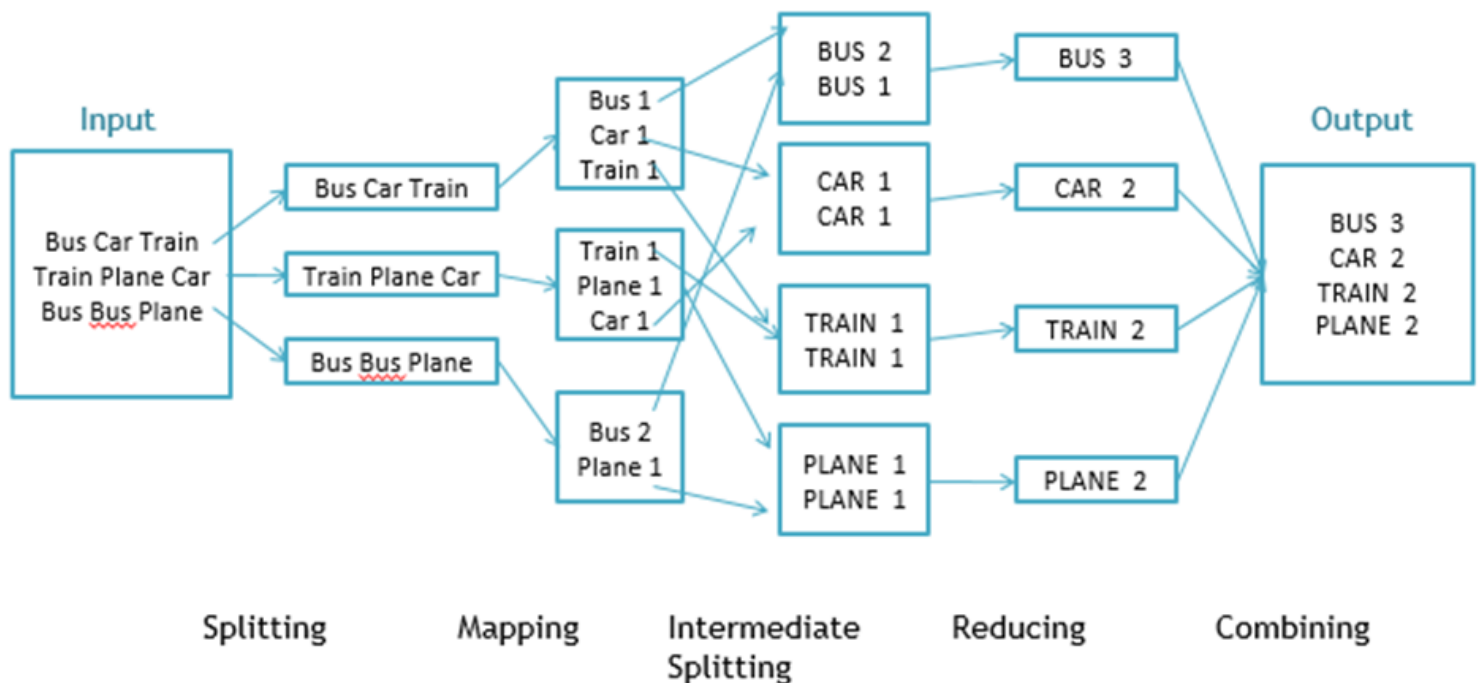 Input
Bus Car Train
Train Plane Car
Bus Bus Plane
Bus Car Train
Train Plane Car
Bus Bus Plane
Bus 1
Car 1
Train 1
Train 1
Plane 1
Car 1
Bus 2
Plane 1
BUS 2
BUS 1
CAR 1
CAR 1
TRAIN 1
TRAIN 1
PLANE 1
PLANE 1
BUS 3
CAR 2
TRAIN 2
PLANE 2
Output
BUS 3
CAR 2
TRAIN 2
PLANE 2
Splitting
Mapping
Intermediate
Splitting
Reducing
Combining